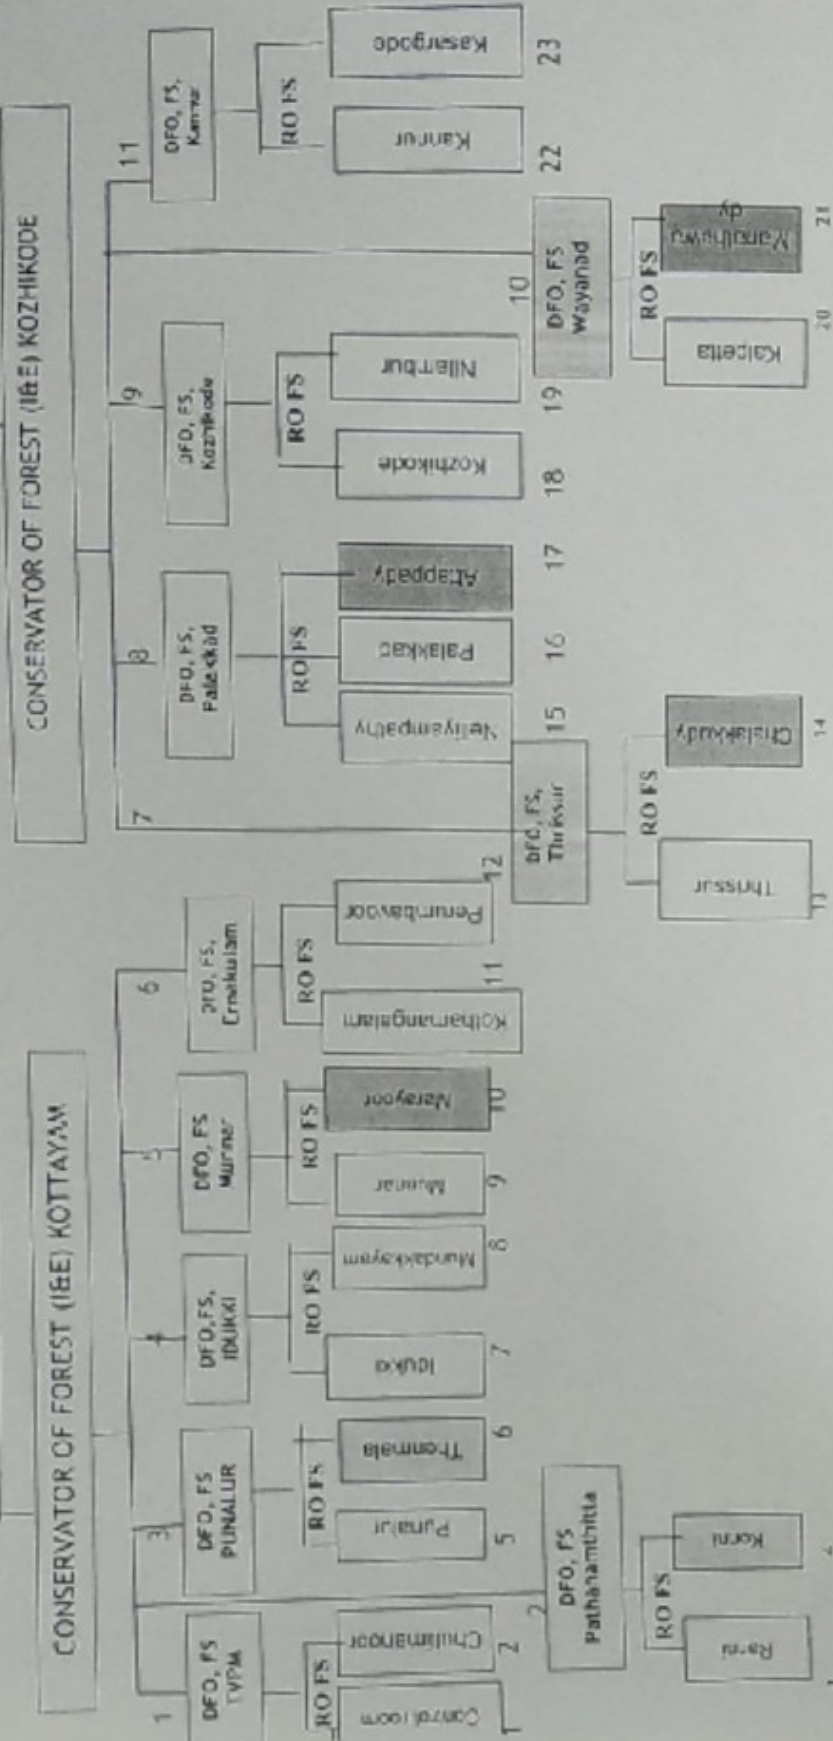 CONSERVATOR OF FOREST (I&E) KOTTAYAM
1
DFO, FS
TVPM
RO FS
Control room
1
Chulimanoor
2
2
DFO, FS
Pathanamthitta
RO FS
Ranni
Konni
4
3
DFO, FS
PUNALUR
RO FS
Punalur
5
Thenmala
6
4
DFO, FS,
IDUKKI
RO FS
Idukki
7
Mundakkayam
8
5
DFO, FS
Munnar
RO FS
Munnar
9
Marayoor
10
6
DFO, FS,
Ernakulam
RO FS
Kothamangalam
11
Perumbavoor
12
CONSERVATOR OF FOREST (I&E) KOZHIKODE
7
DFO, FS,
Thrissur
RO FS
Thrissur
13
Chalakkudy
14
8
DFO, FS,
Palakkad
RO FS
Nelliyampathy
15
Palakkad
16
Attappady
17
9
DFO, FS,
Kozhikode
RO FS
Kozhikode
18
Nilambur
19
10
DFO, FS
Wayanad
RO FS
Kalpetta
20
Mananthawa
dy
21
11
DFO, FS,
Kannur
RO FS
Kannur
22
Kasargode
23